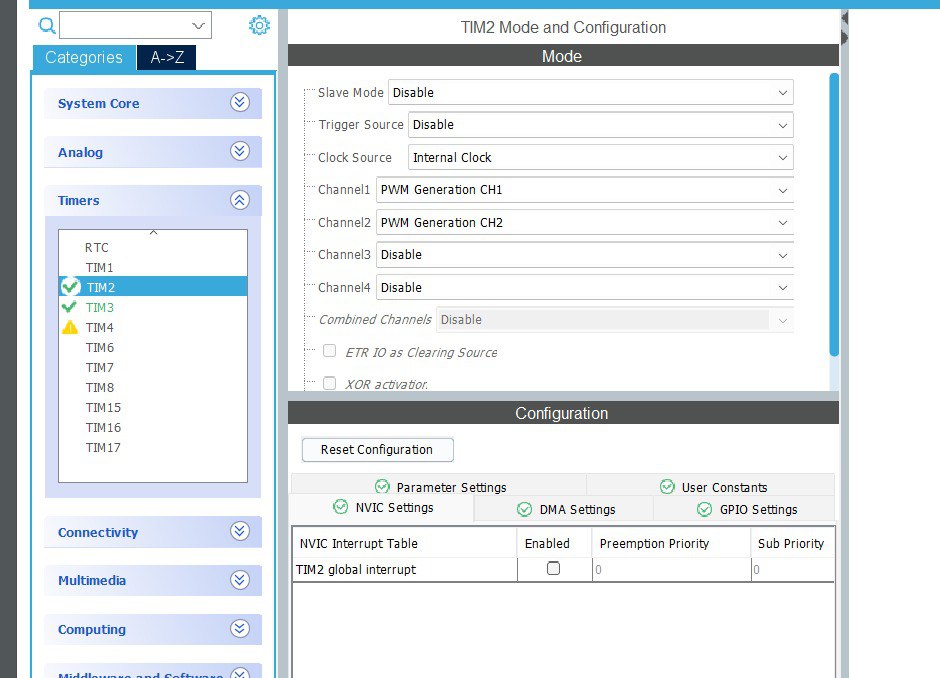 TIM2 Mode and Configuration
Categories A->Z
Mode
System Core
Analog
Timers
RTC
TIM1
TIM2
TIM3
TIM4
TIM6
TIM7
TIM8
TIM15
TIM16
TIM17
Connectivity
Multimedia
Computing
Middleware and Software
Slave Mode Disable
Trigger Source Disable
Clock Source Internal Clock
Channel1 PWM Generation CH1
Channel2 PWM Generation CH2
Channel3 Disable
Channel4 Disable
Combined Channels Disable
ETR IO as Clearing Source
XOR activation
Configuration
Reset Configuration
Parameter Settings User Constants
NVIC Settings DMA Settings GPIO Settings
NVIC Interrupt Table Enabled Preemption Priority Sub Priority
TIM2 global interrupt 0 0